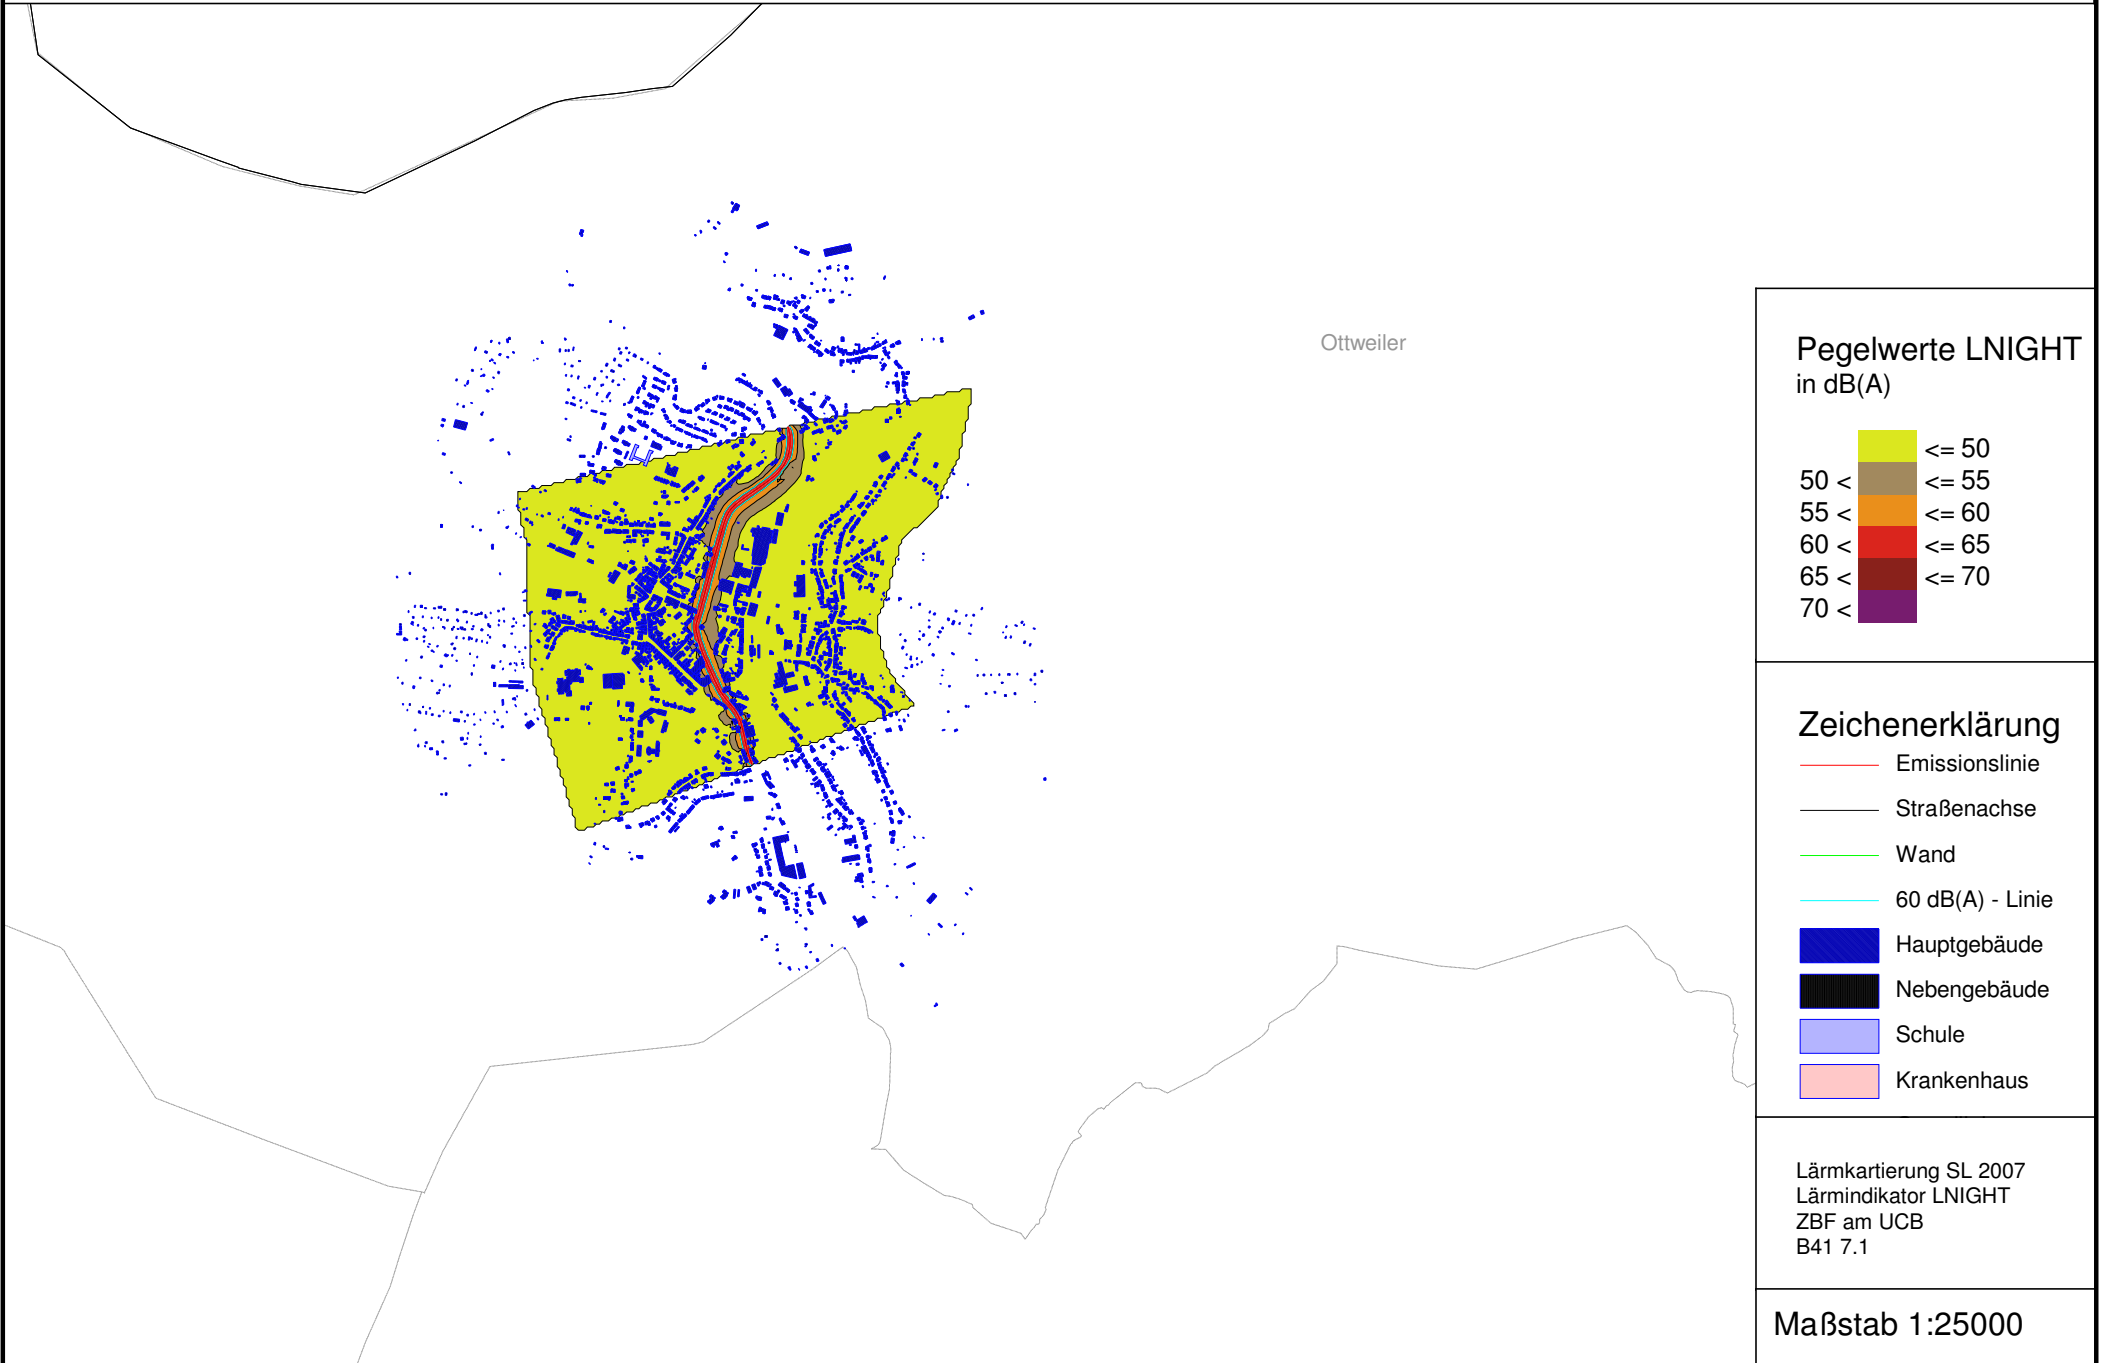 Ottweiler
Pegelwerte LNIGHT
in dB(A)
<= 50
50 < <= 55
55 < <= 60
60 < <= 65
65 < <= 70
70 <
Zeichenerklärung
Emissionslinie
Straßenachse
Wand
60 dB(A) - Linie
Hauptgebäude
Nebengebäude
Schule
Krankenhaus
Lärmkartierung SL 2007
Lärmindikator LNIGHT
ZBF am UCB
B41 7.1
Maßstab 1:25000